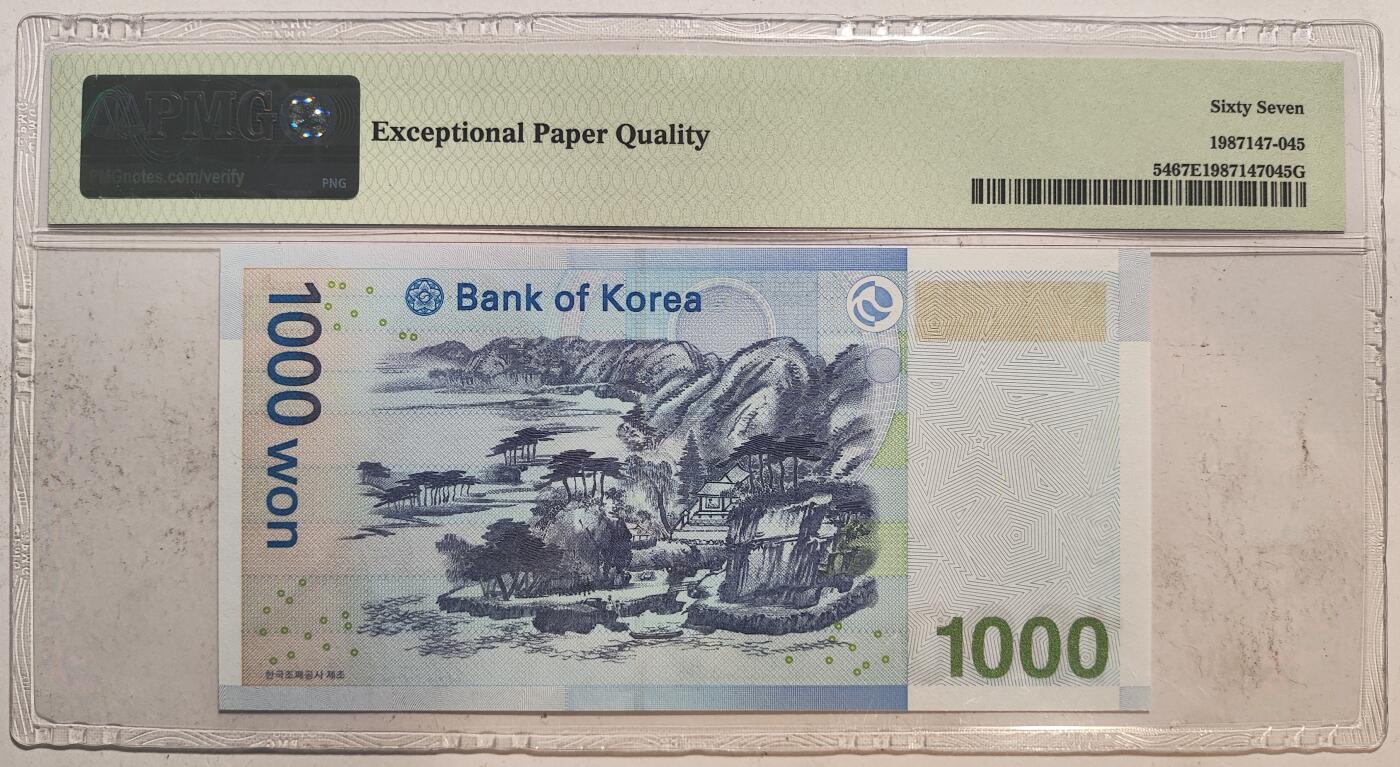 PMG
PMGnotes.com/verify
PNG
Exceptional Paper Quality
Sixty Seven
1987147-045
5467E1987147045G
Bank of Korea
1000 won
한국조폐공사 제조
1000